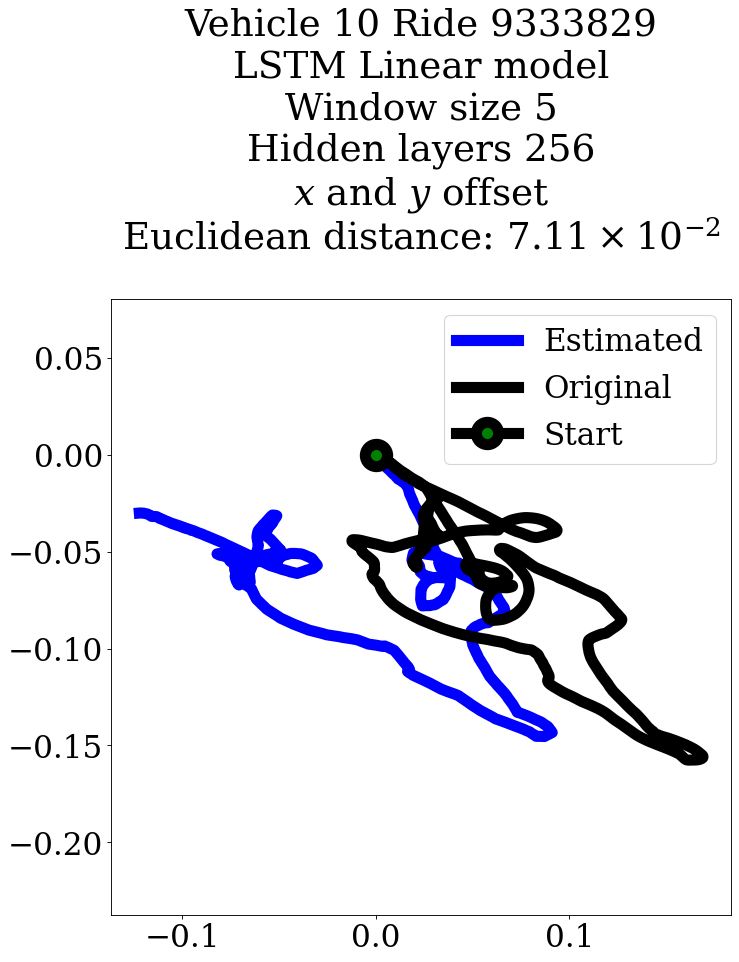 Vehicle 10 Ride 9333829
LSTM Linear model
Window size 5
Hidden layers 256
x and y offset
Euclidean distance: 7.11 × 10⁻²
Estimated
Original
Start
0.05
0.00
−0.05
−0.10
−0.15
−0.20
−0.1 0.0 0.1